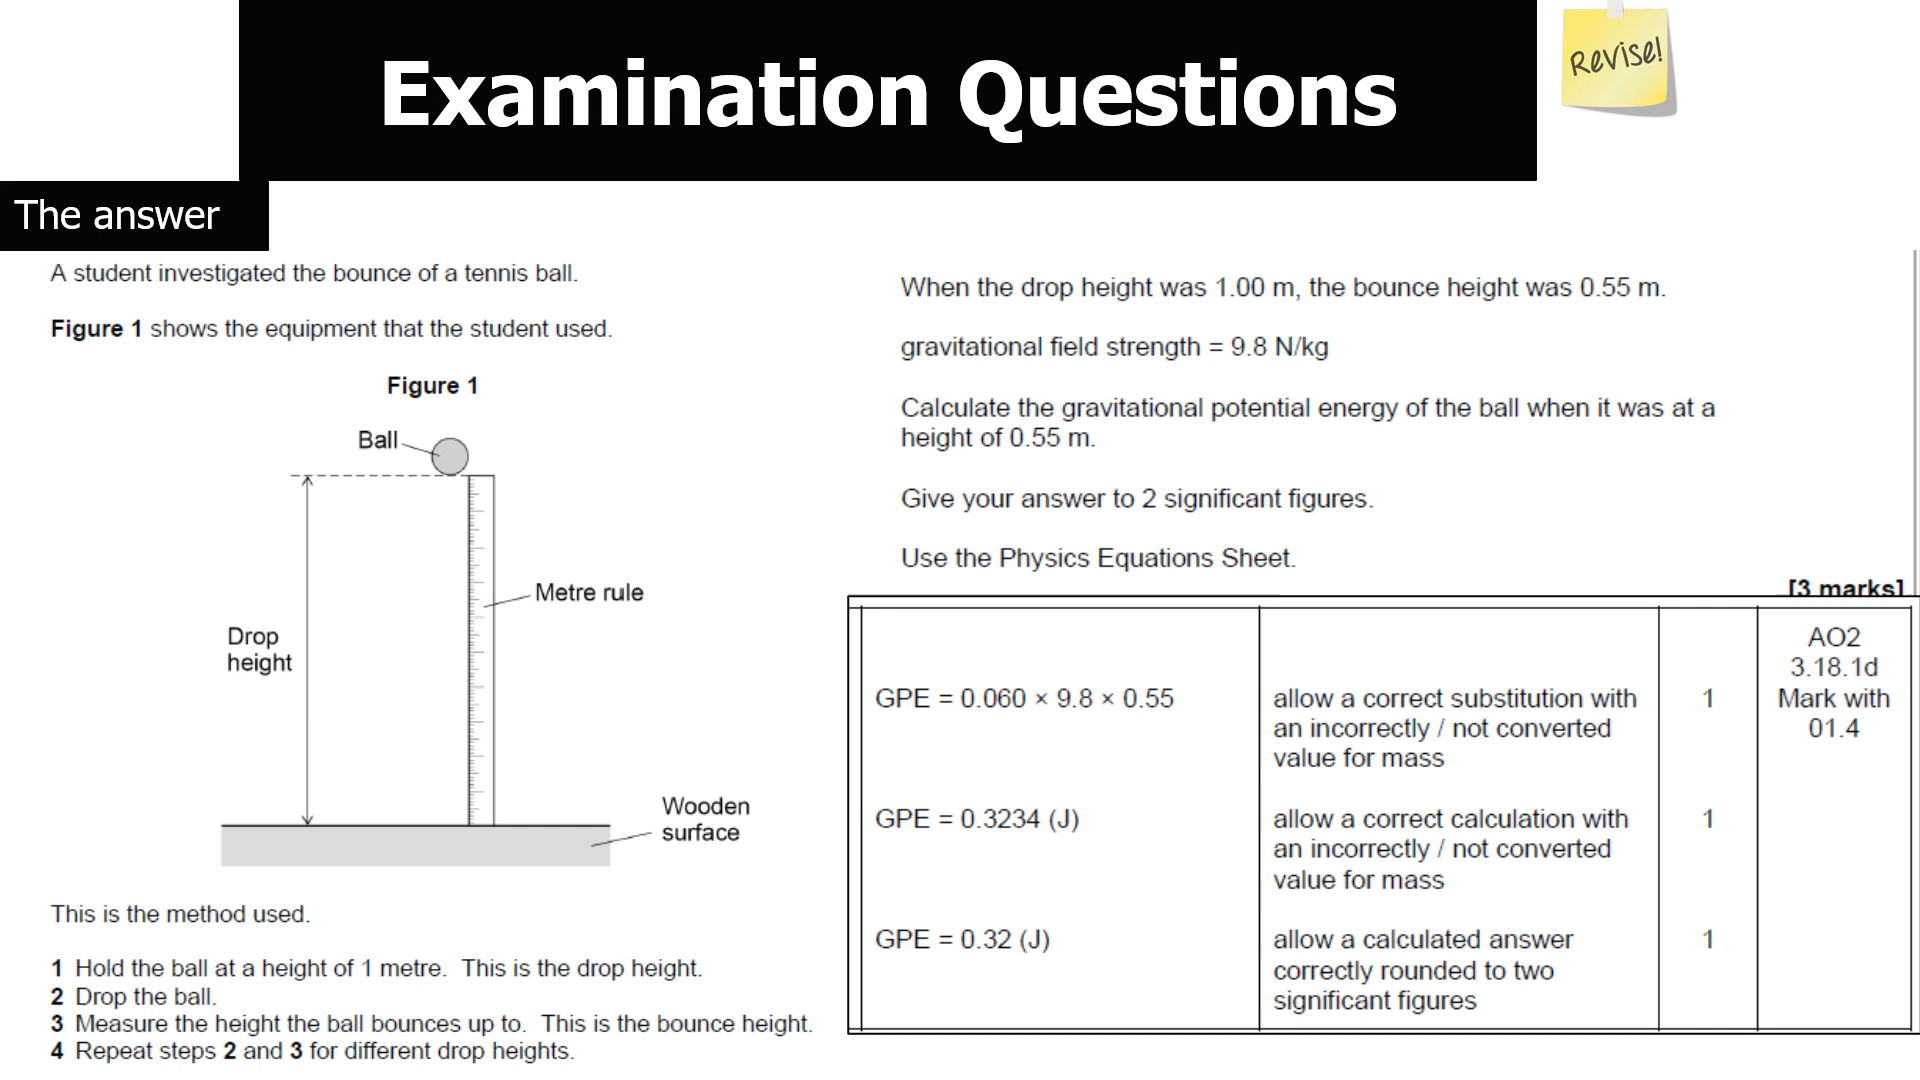 Examination Questions
Revise!
The answer
A student investigated the bounce of a tennis ball.
Figure 1 shows the equipment that the student used.
Figure 1
Ball
Metre rule
Drop
height
Wooden
surface
This is the method used.
1 Hold the ball at a height of 1 metre. This is the drop height.
2 Drop the ball.
3 Measure the height the ball bounces up to. This is the bounce height.
4 Repeat steps 2 and 3 for different drop heights.
When the drop height was 1.00 m, the bounce height was 0.55 m.
gravitational field strength = 9.8 N/kg
Calculate the gravitational potential energy of the ball when it was at a
height of 0.55 m.
Give your answer to 2 significant figures.
Use the Physics Equations Sheet.
[3 marks]
GPE = 0.060 × 9.8 × 0.55
allow a correct substitution with
an incorrectly / not converted
value for mass
1
AO2
3.18.1d
Mark with
01.4
GPE = 0.3234 (J)
allow a correct calculation with
an incorrectly / not converted
value for mass
1
GPE = 0.32 (J)
allow a calculated answer
correctly rounded to two
significant figures
1